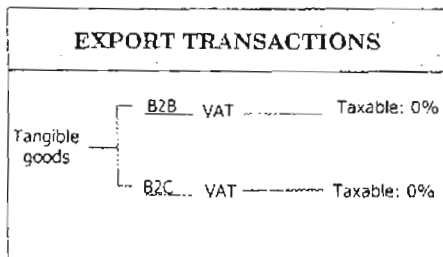 EXPORT TRANSACTIONS
B2B VAT Taxable: 0%
Tangible
goods
B2C VAT Taxable: 0%